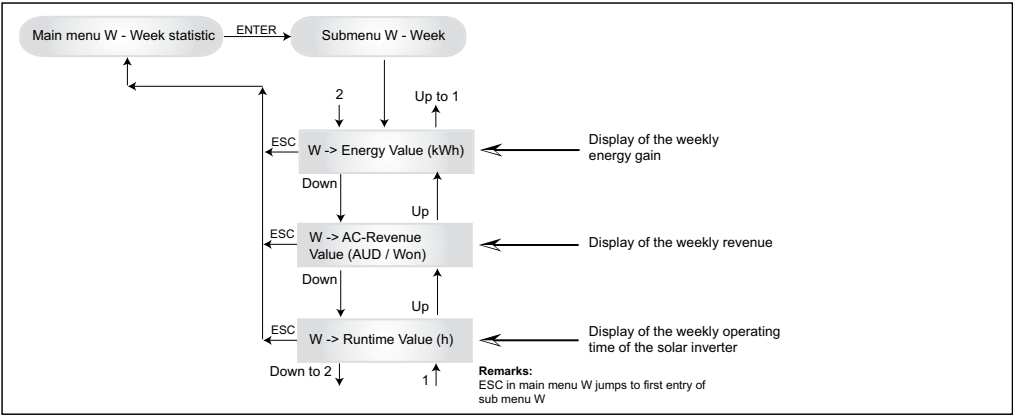 Main menu W - Week statistic
ENTER
Submenu W - Week
2
Up to 1
ESC
W -> Energy Value (kWh)
Display of the weekly
energy gain
Down
Up
ESC
W -> AC-Revenue
Value (AUD / Won)
Display of the weekly revenue
Down
Up
ESC
W -> Runtime Value (h)
Display of the weekly operating
time of the solar inverter
Down to 2
1
Remarks:
ESC in main menu W jumps to first entry of
sub menu W